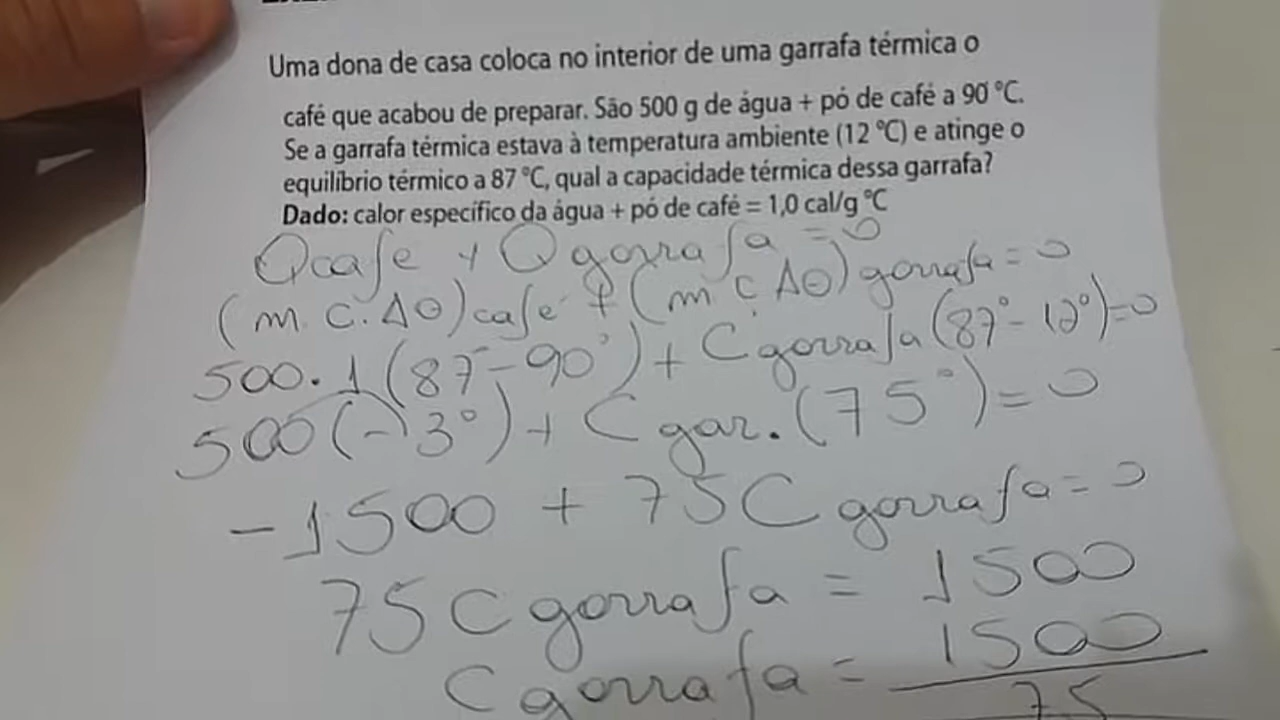 Uma dona de casa coloca no interior de uma garrafa térmica o
café que acabou de preparar. São 500 g de água + pó de café a 90 °C.
Se a garrafa térmica estava à temperatura ambiente (12 °C) e atinge o
equilíbrio térmico a 87 °C, qual a capacidade térmica dessa garrafa?
Dado: calor específico da água + pó de café = 1,0 cal/g °C
Qcafe + Qgarrafa = 0
(m c. Δθ)cafe + (m c Δθ)garrafa = 0
500. 1(87 - 90°) + Cgarrafa(87° - 12°) = 0
500(-3°) + Cgar. (75°) = 0
-1500 + 75Cgarrafa = 0
75Cgarrafa = 1500
Cgarrafa = 1500
75